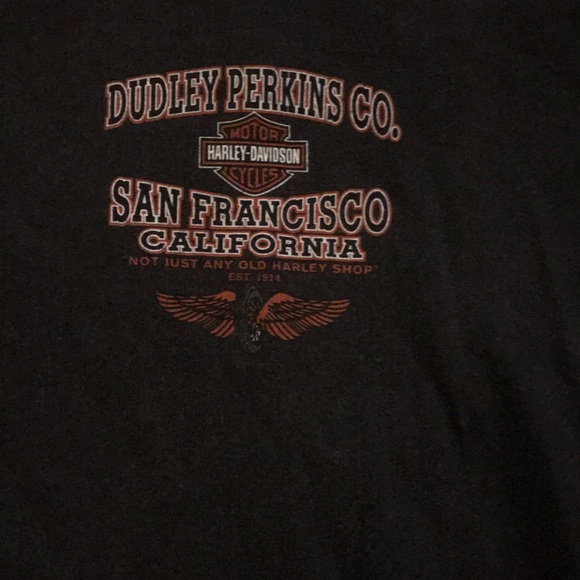 DUDLEY PERKINS CO.
MOTOR
HARLEY-DAVIDSON
CYCLES
SAN FRANCISCO
CALIFORNIA
"NOT JUST ANY OLD HARLEY SHOP"
EST. 1914